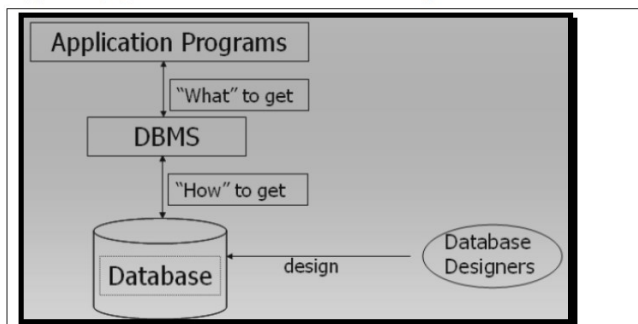 Application Programs
“What” to get
DBMS
“How” to get
Database
design
Database
Designers